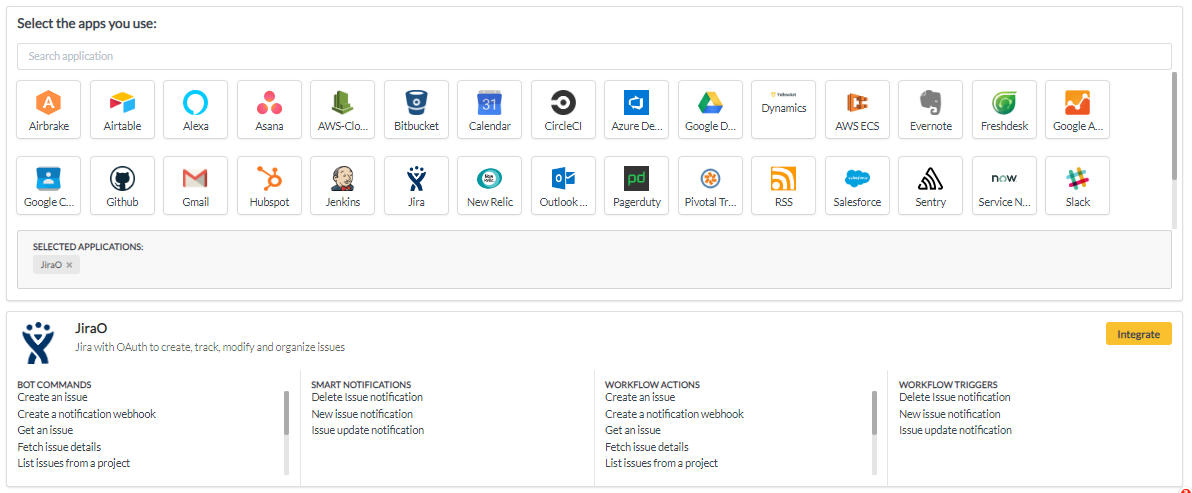 Select the apps you use:
Search application
Airbrake Airtable Alexa Asana AWS-Clo... Bitbucket Calendar CircleCI Azure De... Google D... Dynamics AWS ECS Evernote Freshdesk Google A...
31
Google C... Github Gmail Hubspot Jenkins Jira New Relic Outlook ... Pagerduty Pivotal Tr... RSS Salesforce Sentry Service N... Slack
New Relic
pd
salesforce
now
SELECTED APPLICATIONS:
JiraO ×
JiraO
Jira with OAuth to create, track, modify and organize issues
Integrate
BOT COMMANDS
Create an issue
Create a notification webhook
Get an issue
Fetch issue details
List issues from a project
SMART NOTIFICATIONS
Delete Issue notification
New issue notification
Issue update notification
WORKFLOW ACTIONS
Create an issue
Create a notification webhook
Get an issue
Fetch issue details
List issues from a project
WORKFLOW TRIGGERS
Delete Issue notification
New issue notification
Issue update notification